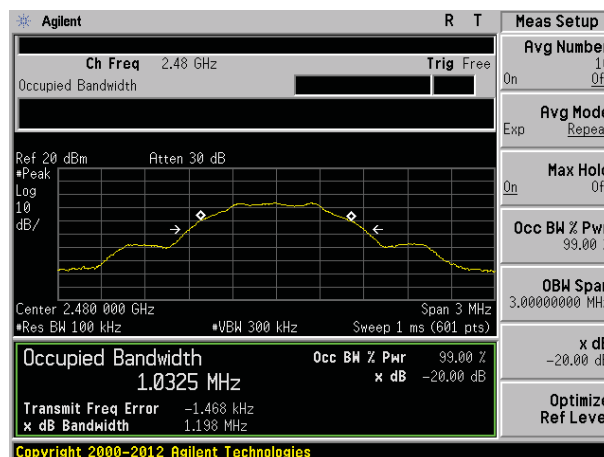 Agilent R T
Meas Setup
Ch Freq 2.48 GHz Trig Free
Occupied Bandwidth
Ref 20 dBm Atten 30 dB
#Peak
Log
10
dB/
Center 2.480 000 GHz Span 3 MHz
#Res BW 100 kHz #VBW 300 kHz Sweep 1 ms (601 pts)
Occupied Bandwidth
1.0325 MHz
Occ BW % Pwr 99.00 %
x dB -20.00 dB
Transmit Freq Error -1.468 kHz
x dB Bandwidth 1.198 MHz
Copyright 2000-2012 Agilent Technologies
Avg Number
On
Avg Mode
Exp Repeat
Max Hold
On
Occ BW % Pwr
99.00
OBW Span
3.00000000 MHz
x dB
-20.00 dB
Optimize
Ref Level